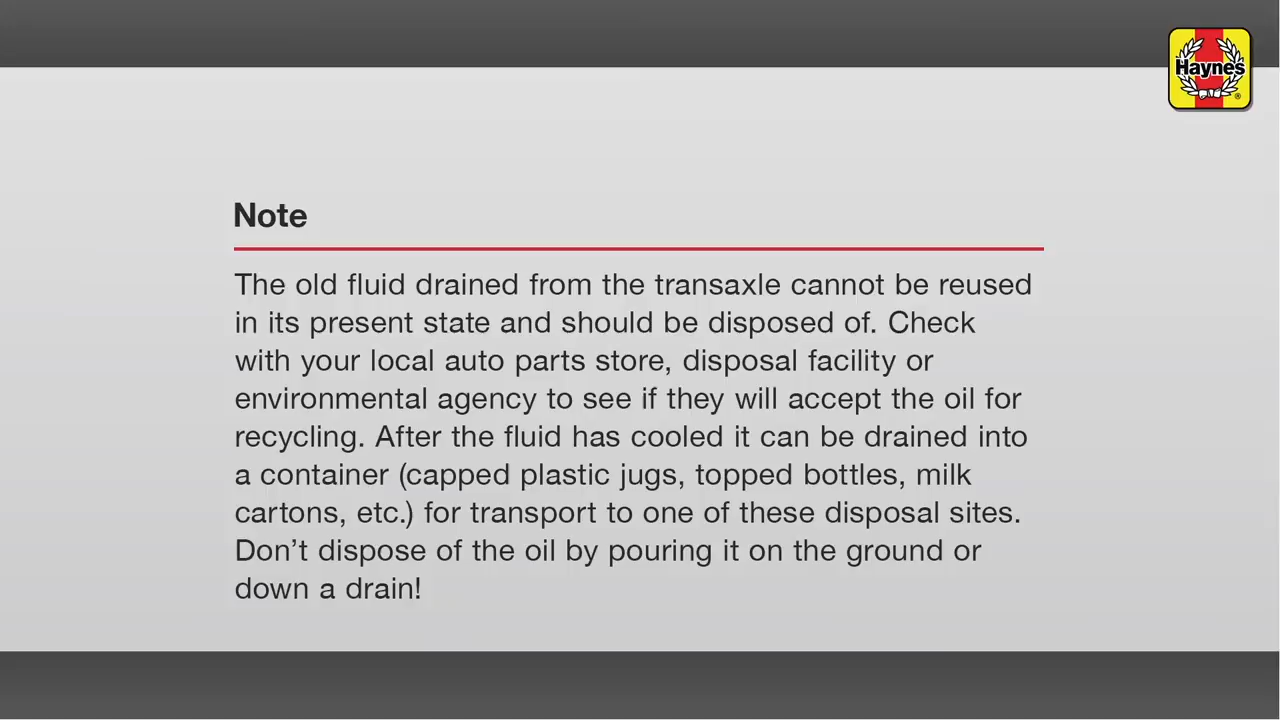 Haynes
Note
The old fluid drained from the transaxle cannot be reused
in its present state and should be disposed of. Check
with your local auto parts store, disposal facility or
environmental agency to see if they will accept the oil for
recycling. After the fluid has cooled it can be drained into
a container (capped plastic jugs, topped bottles, milk
cartons, etc.) for transport to one of these disposal sites.
Don’t dispose of the oil by pouring it on the ground or
down a drain!